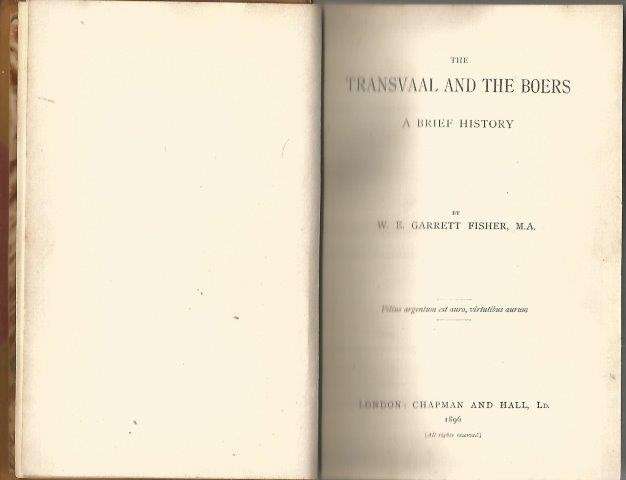 THE
TRANSVAAL AND THE BOERS
A BRIEF HISTORY
BY
W. E. GARRETT FISHER, M.A.
Vilius argentum est auro, virtutibus aurum
LONDON: CHAPMAN AND HALL, LD.
1896
(All rights reserved)